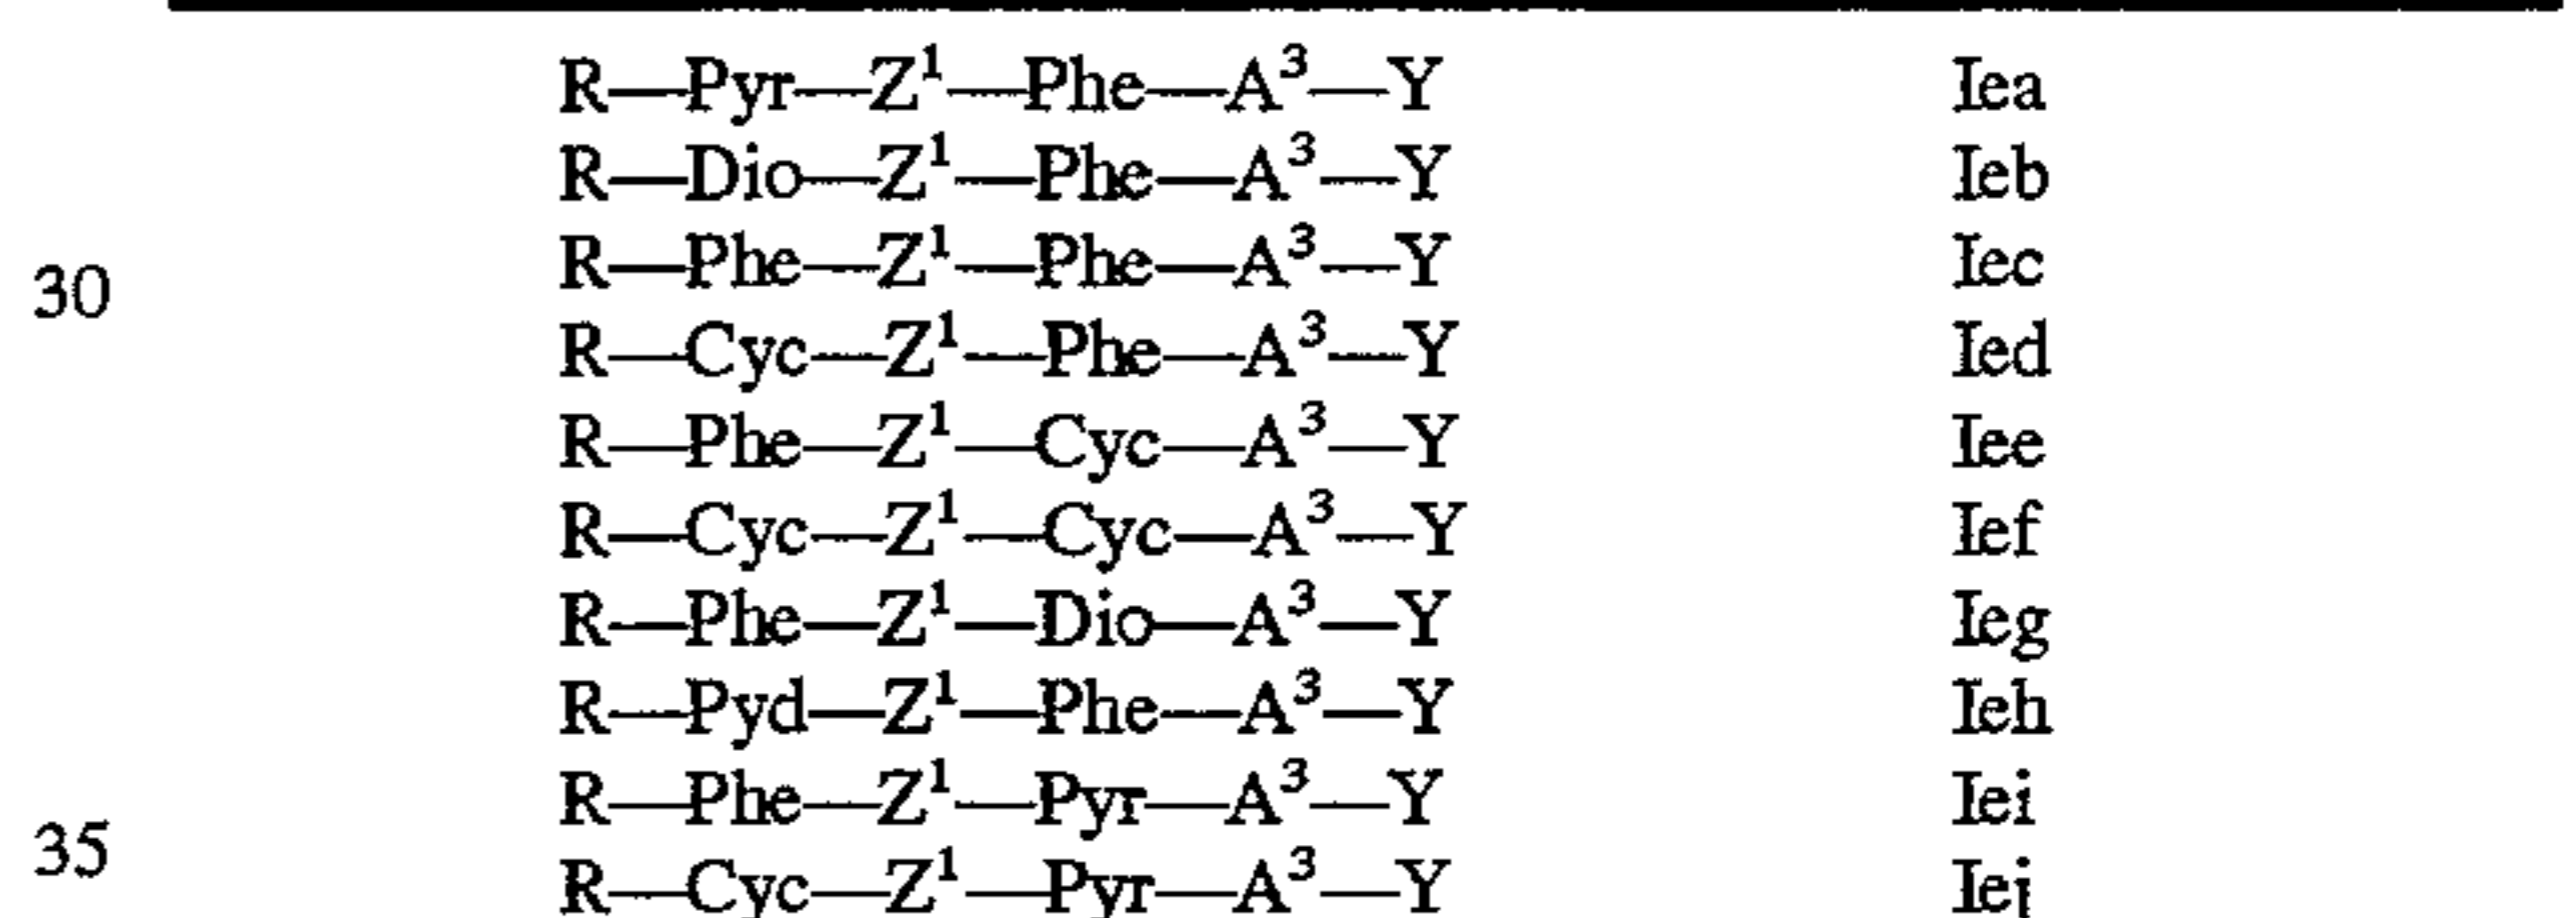 R—Pyr—Z¹—Phe—A³—Y Iea
R—Dio—Z¹—Phe—A³—Y Ieb
30 R—Phe—Z¹—Phe—A³—Y Iec
R—Cyc—Z¹—Phe—A³—Y Ied
R—Phe—Z¹—Cyc—A³—Y Iee
R—Cyc—Z¹—Cyc—A³—Y Ief
R—Phe—Z¹—Dio—A³—Y Ieg
R—Pyd—Z¹—Phe—A³—Y Ieh
R—Phe—Z¹—Pyr—A³—Y Iei
35 R—Cyc—Z¹—Pyr—A³—Y Iej